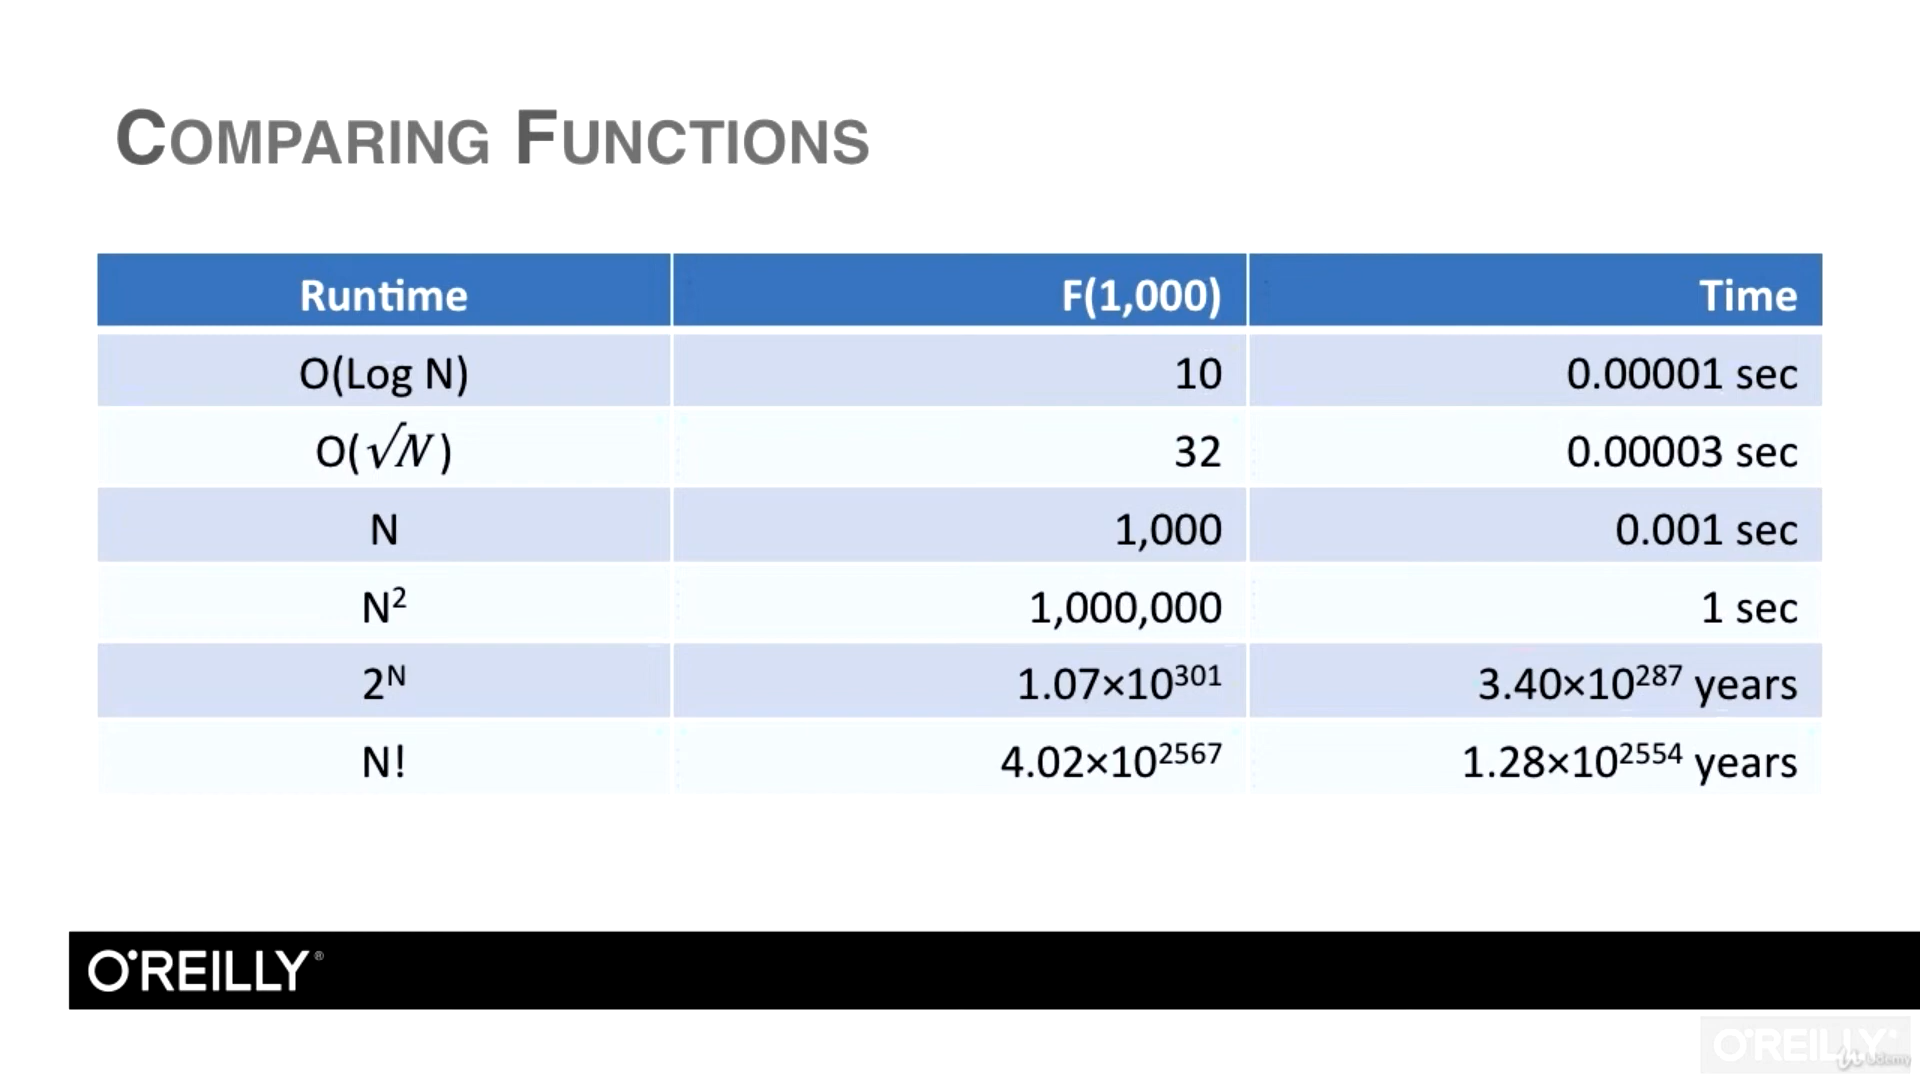 COMPARING FUNCTIONS
Runtime F(1,000) Time
O(Log N) 10 0.00001 sec
O(√N) 32 0.00003 sec
N 1,000 0.001 sec
N² 1,000,000 1 sec
2ᴺ 1.07×10³⁰¹ 3.40×10²⁸⁷ years
N! 4.02×10²⁵⁶⁷ 1.28×10²⁵⁵⁴ years
O'REILLY®
O'REILLY®
Udemy